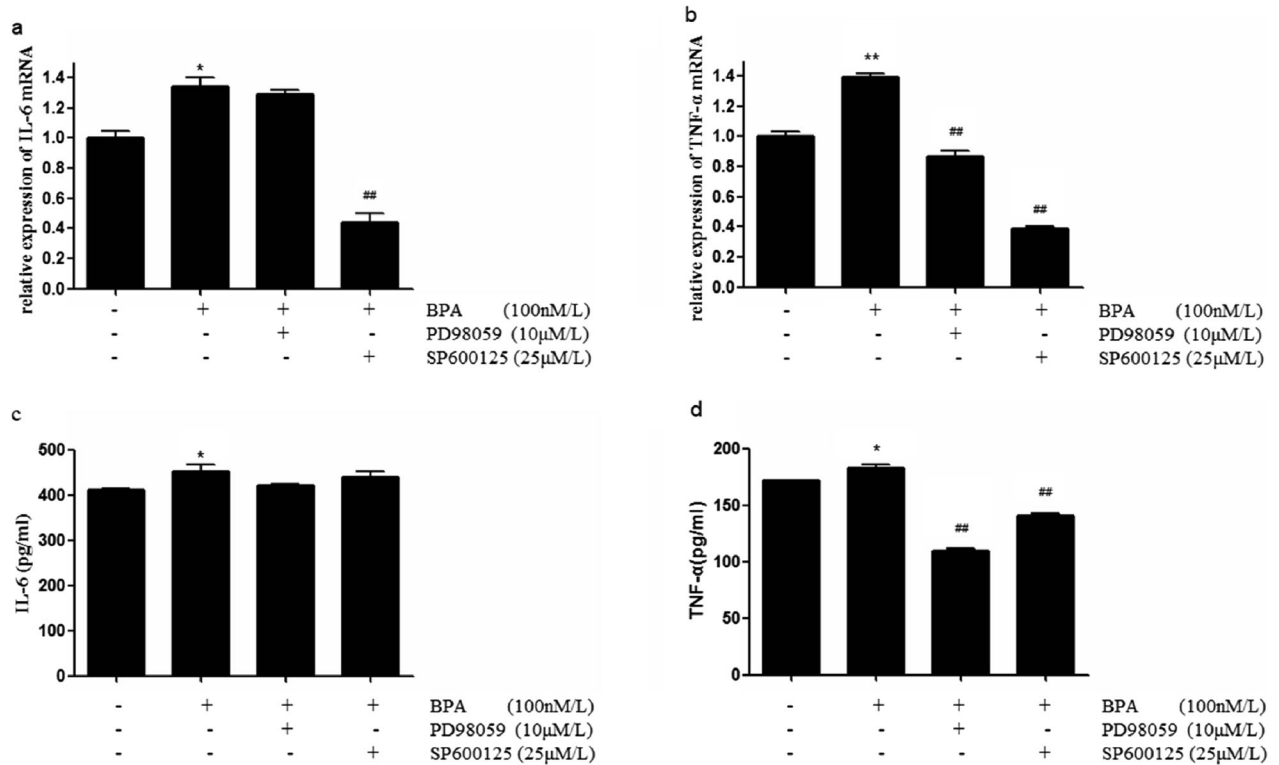 a
relative expression of IL-6 mRNA
1.4
1.2
1.0
0.8
0.6
0.4
0.2
0.0
*
##
- + + + BPA (100nM/L)
- - + - PD98059 (10μM/L)
- - - + SP600125 (25μM/L)
b
relative expression of TNF-α mRNA
1.4
1.2
1.0
0.8
0.6
0.4
0.2
0.0
**
##
##
- + + + BPA (100nM/L)
- - + - PD98059 (10μM/L)
- - - + SP600125 (25μM/L)
c
IL-6 (pg/ml)
500
400
300
200
100
0
*
- + + + BPA (100nM/L)
- - + - PD98059 (10μM/L)
- - - + SP600125 (25μM/L)
d
TNF-α(pg/ml)
200
150
100
50
0
*
##
##
- + + + BPA (100nM/L)
- - + - PD98059 (10μM/L)
- - - + SP600125 (25μM/L)